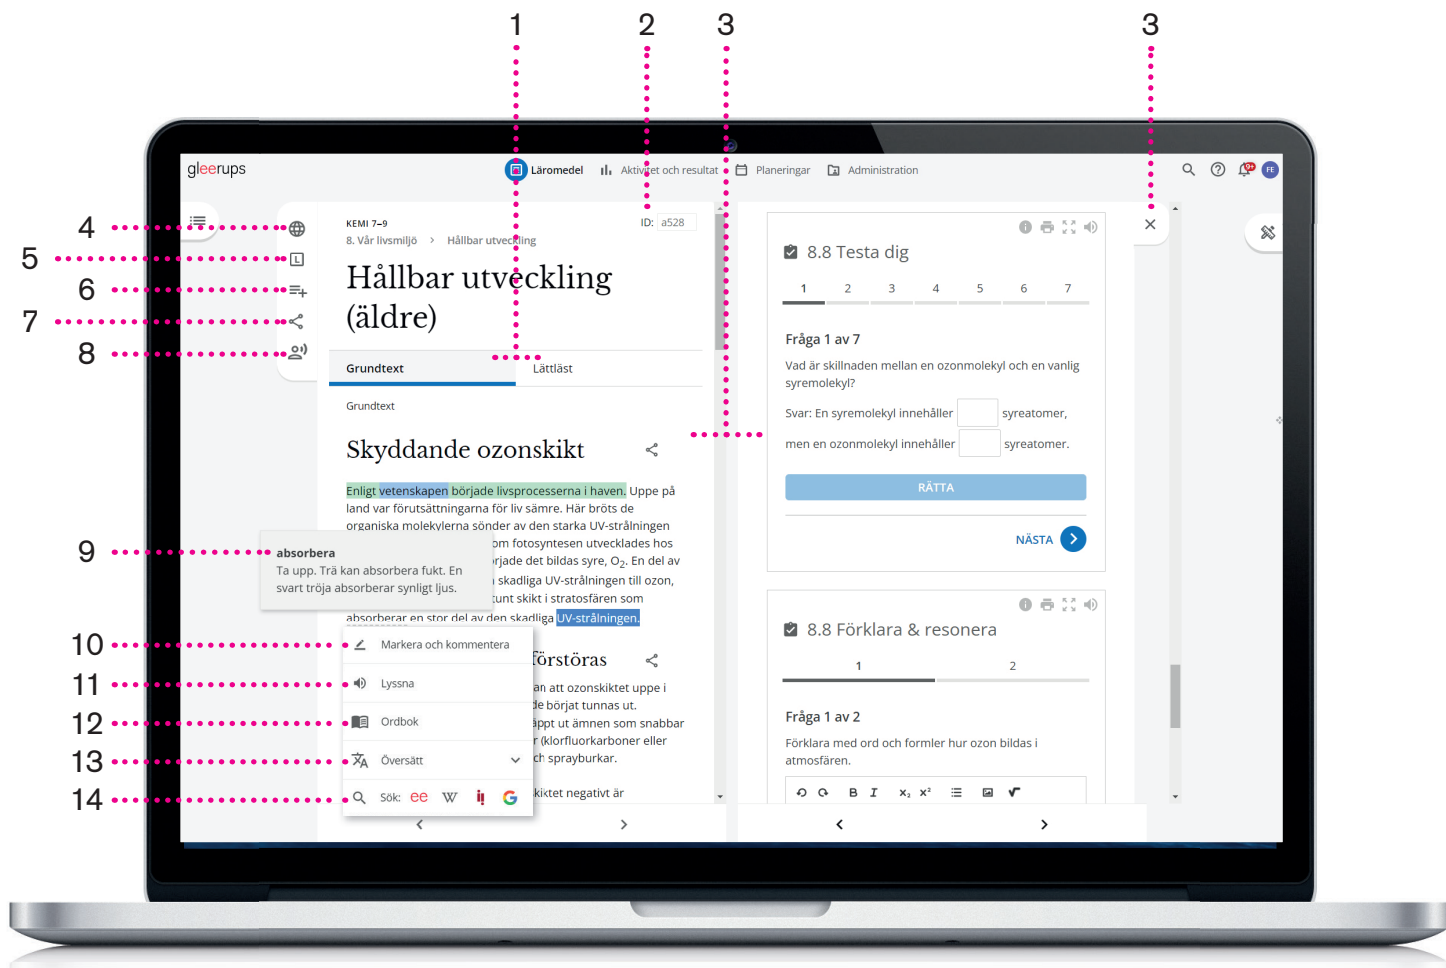 1
2
3
3
gleerups
Läromedel
Aktivitet och resultat
Planeringar
Administration
9+
FE
4
5
6
7
8
9
10
11
12
13
14
L
KEMI 7–9
ID: a528
8. Vår livsmiljö > Hållbar utveckling
Hållbar utveckling
(äldre)
Grundtext
Lättläst
Grundtext
Skyddande ozonskikt
Enligt vetenskapen började livsprocesserna i haven. Uppe på
land var förutsättningarna för liv sämre. Här bröts de
organiska molekylerna sönder av den starka UV-strålningen
om fotosyntesen utvecklades hos
rjade det bildas syre, O₂. En del av
skadliga UV-strålningen till ozon,
tunt skikt i stratosfären som
absorberar en stor del av den skadliga UV-strålningen.
absorbera
Ta upp. Trä kan absorbera fukt. En
svart tröja absorberar synligt ljus.
Markera och kommentera
Lyssna
Ordbok
Översätt
Sök: ee W ij G
förstöras
an att ozonskiktet uppe i
de börjat tunnas ut.
äppt ut ämnen som snabbar
r (klorfluorkarboner eller
ch sprayburkar.
skiktet negativt är
8.8 Testa dig
1 2 3 4 5 6 7
Fråga 1 av 7
Vad är skillnaden mellan en ozonmolekyl och en vanlig
syremolekyl?
Svar: En syremolekyl innehåller syreatomer,
men en ozonmolekyl innehåller syreatomer.
RÄTTA
NÄSTA
8.8 Förklara & resonera
1 2
Fråga 1 av 2
Förklara med ord och formler hur ozon bildas i
atmosfären.
B I x₂ x²